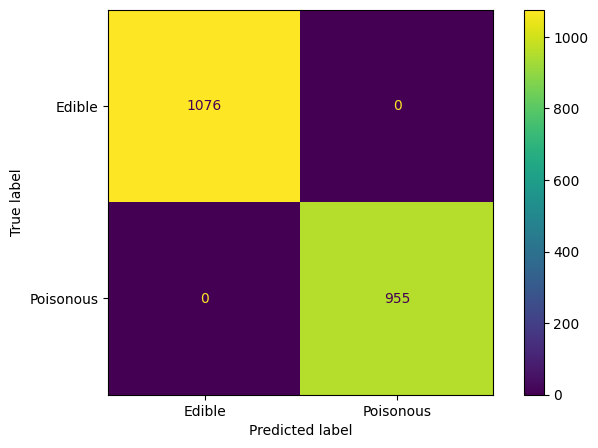 Edible
1076
0
Poisonous
0
955
Edible
Poisonous
Predicted label
True label
1000
800
600
400
200
0